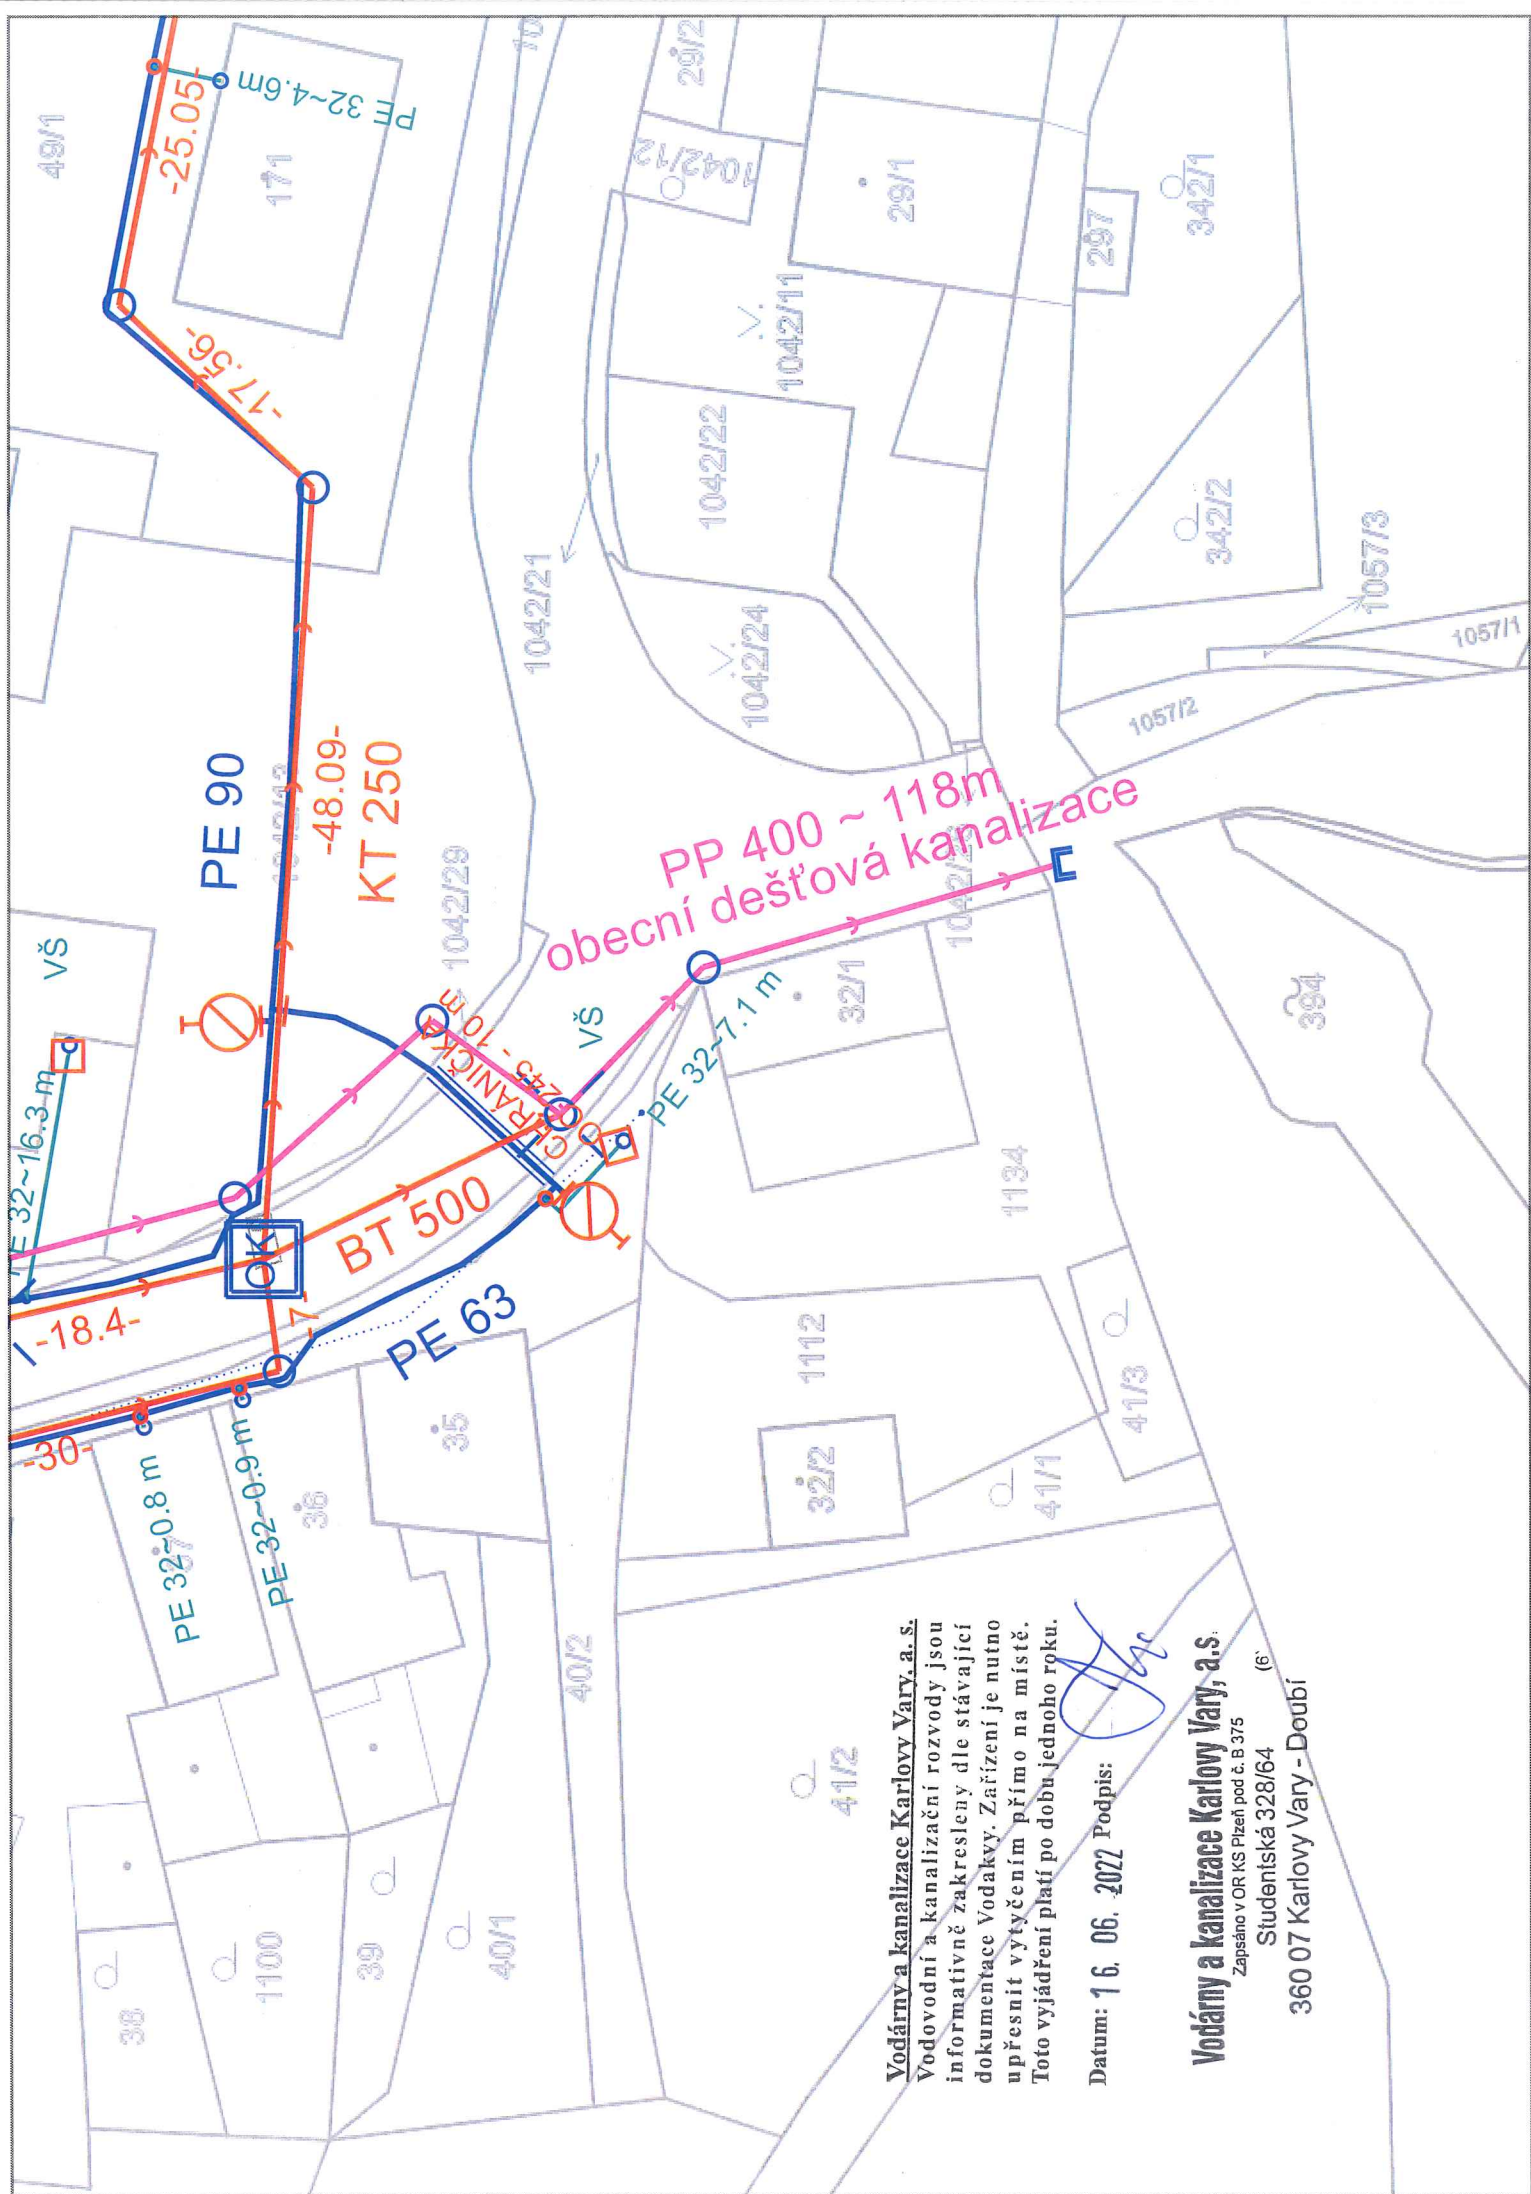 49/1
-25.05-
PE 32~4.6m
171
-17.56-
29/2
1042/12
29/1
297
342/1
1042/11
1042/22
1042/21
342/2
1057/3
1042/24
1057/1
1057/2
PE 90
-48.09-
KT 250
1042/29
PP 400 ~ 118m
obecní dešťová kanalizace
VŠ
PE 32~16.3 m
CHRÁNIČKA
OC 245 - 10 m
VŠ
PE 32~7.1 m
32/1
394
1134
OK
BT 500
-18.4-
-7-
PE 63
-30-
PE 32~0.8 m
PE 32~0.9 m
37
36
35
1112
41/3
32/2
41/1
40/2
41/2
38
1100
39
40/1
Vodárny a kanalizace Karlovy Vary, a. s.
Vodovodní a kanalizační rozvody jsou
informativně zakresleny dle stávající
dokumentace Vodakvy. Zařízení je nutno
upřesnit vytyčením přímo na místě.
Toto vyjádření platí po dobu jednoho roku.
Datum: 16. 06. 2022 Podpis:
Vodárny a kanalizace Karlovy Vary, a.s.
Zapsáno v OR KS Plzeň pod č. B 375
Studentská 328/64 (6
360 07 Karlovy Vary - Doubí